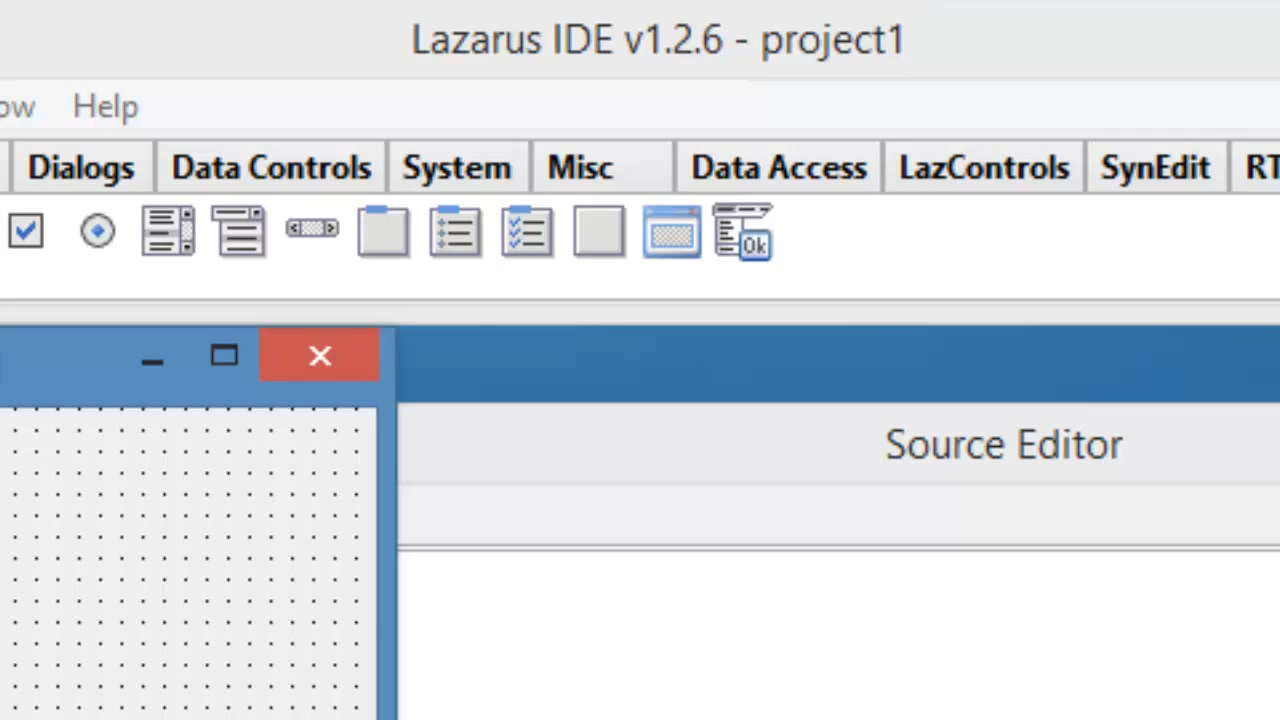 Lazarus IDE v1.2.6 - project1
ow Help
Dialogs Data Controls System Misc Data Access LazControls SynEdit RT
Ok
Source Editor